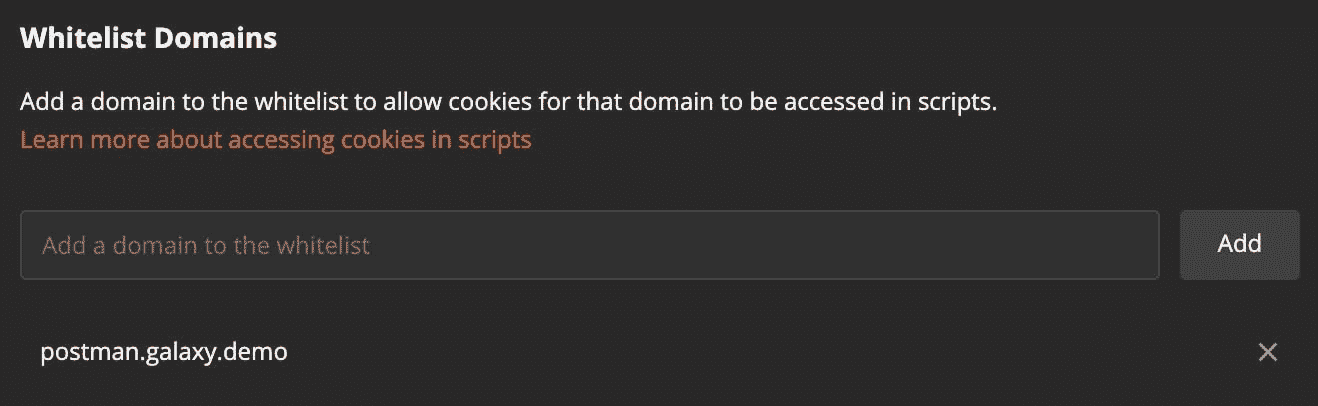 Whitelist Domains
Add a domain to the whitelist to allow cookies for that domain to be accessed in scripts.
Learn more about accessing cookies in scripts
Add a domain to the whitelist
Add
postman.galaxy.demo